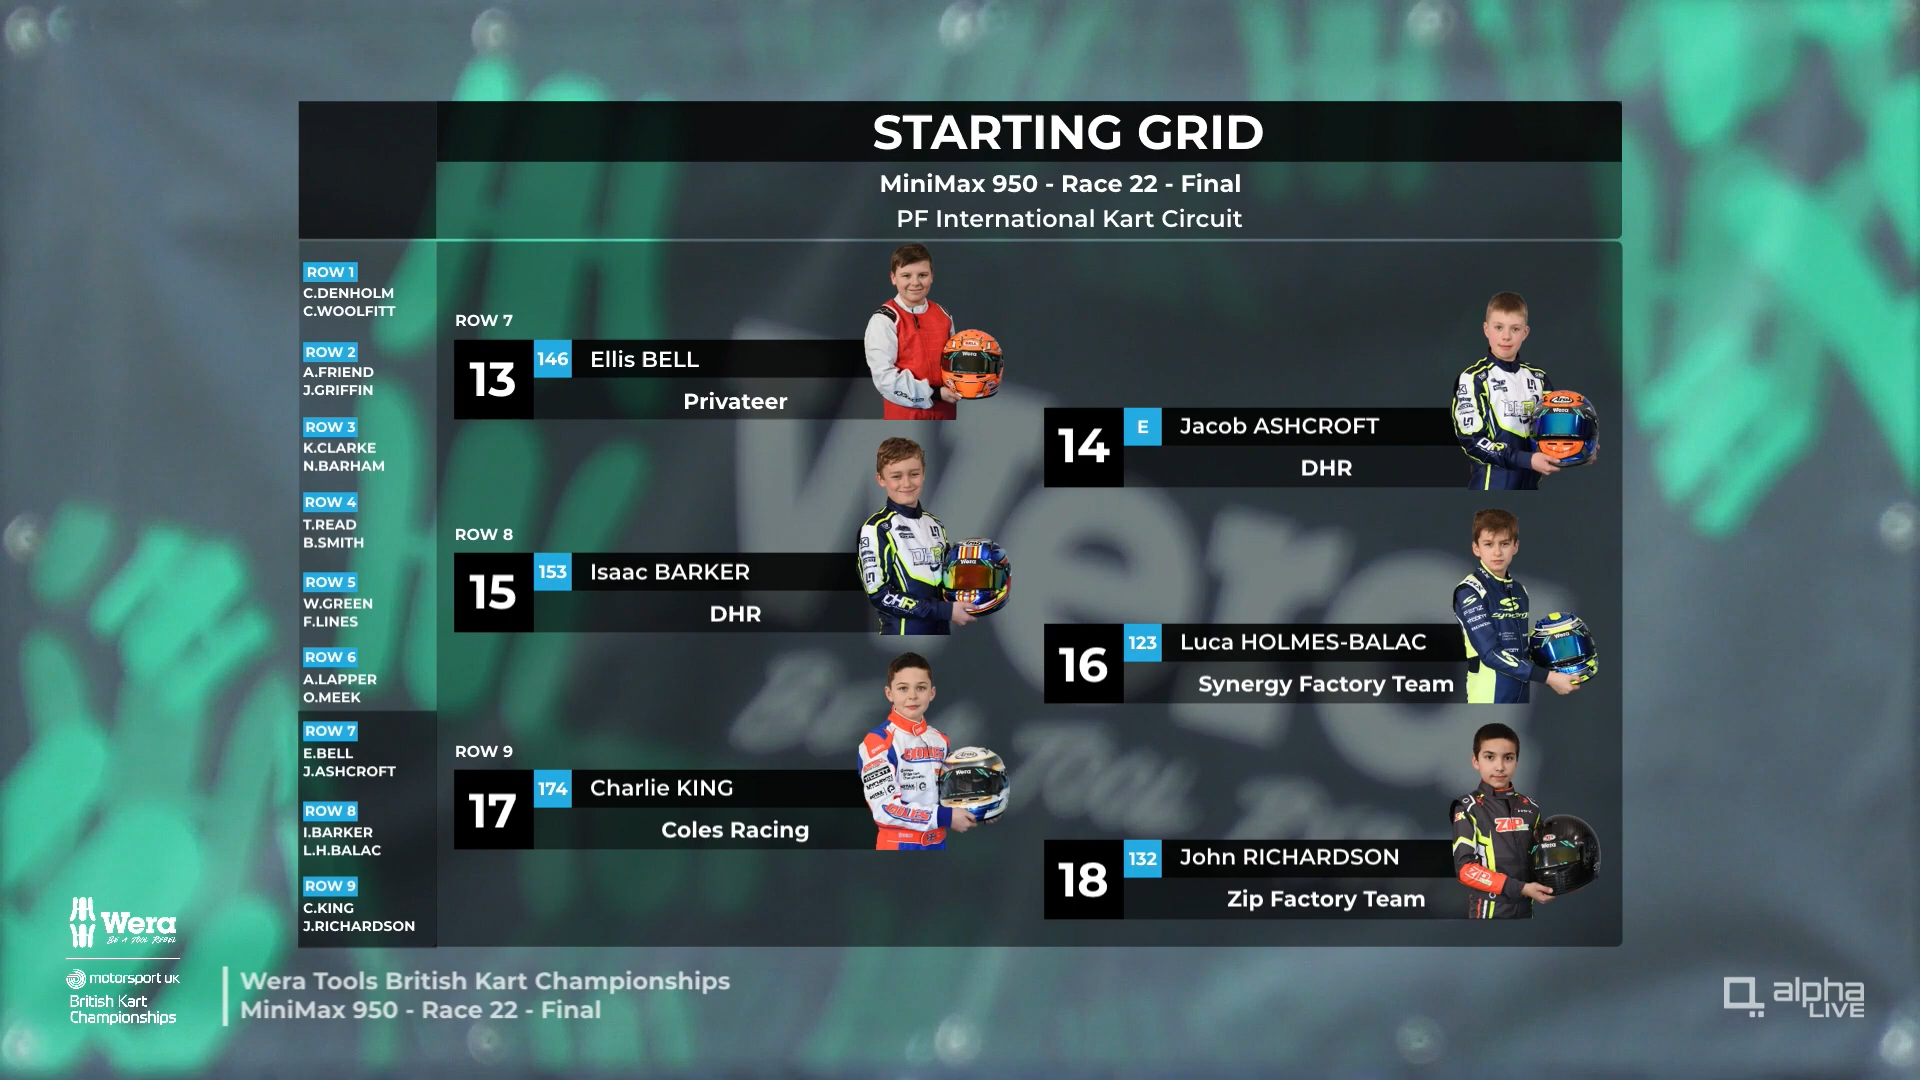 STARTING GRID
MiniMax 950 - Race 22 - Final
PF International Kart Circuit
ROW 1
C.DENHOLM
C.WOOLFITT
ROW 2
A.FRIEND
J.GRIFFIN
ROW 3
K.CLARKE
N.BARHAM
ROW 4
T.READ
B.SMITH
ROW 5
W.GREEN
F.LINES
ROW 6
A.LAPPER
O.MEEK
ROW 7
E.BELL
J.ASHCROFT
ROW 8
I.BARKER
L.H.BALAC
ROW 9
C.KING
J.RICHARDSON
ROW 7
13 146 Ellis BELL
Privateer
14 E Jacob ASHCROFT
DHR
ROW 8
15 153 Isaac BARKER
DHR
16 123 Luca HOLMES-BALAC
Synergy Factory Team
ROW 9
17 174 Charlie KING
Coles Racing
18 132 John RICHARDSON
Zip Factory Team
Wera
BE A TOOL REBEL
motorsport UK
British Kart
Championships
Wera Tools British Kart Championships
MiniMax 950 - Race 22 - Final
alpha
LIVE
Wera